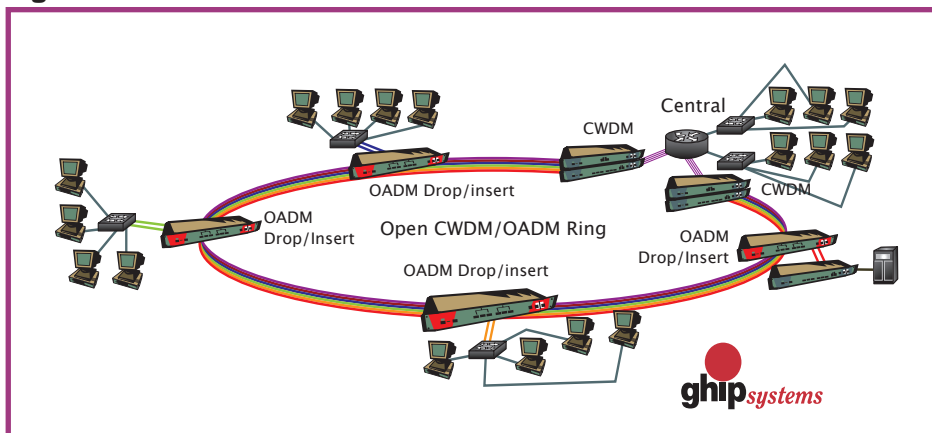 Central
CWDM
OADM Drop/insert
CWDM
OADM
Drop/Insert
Open CWDM/OADM Ring
OADM
Drop/Insert
OADM Drop/insert
ghipsystems